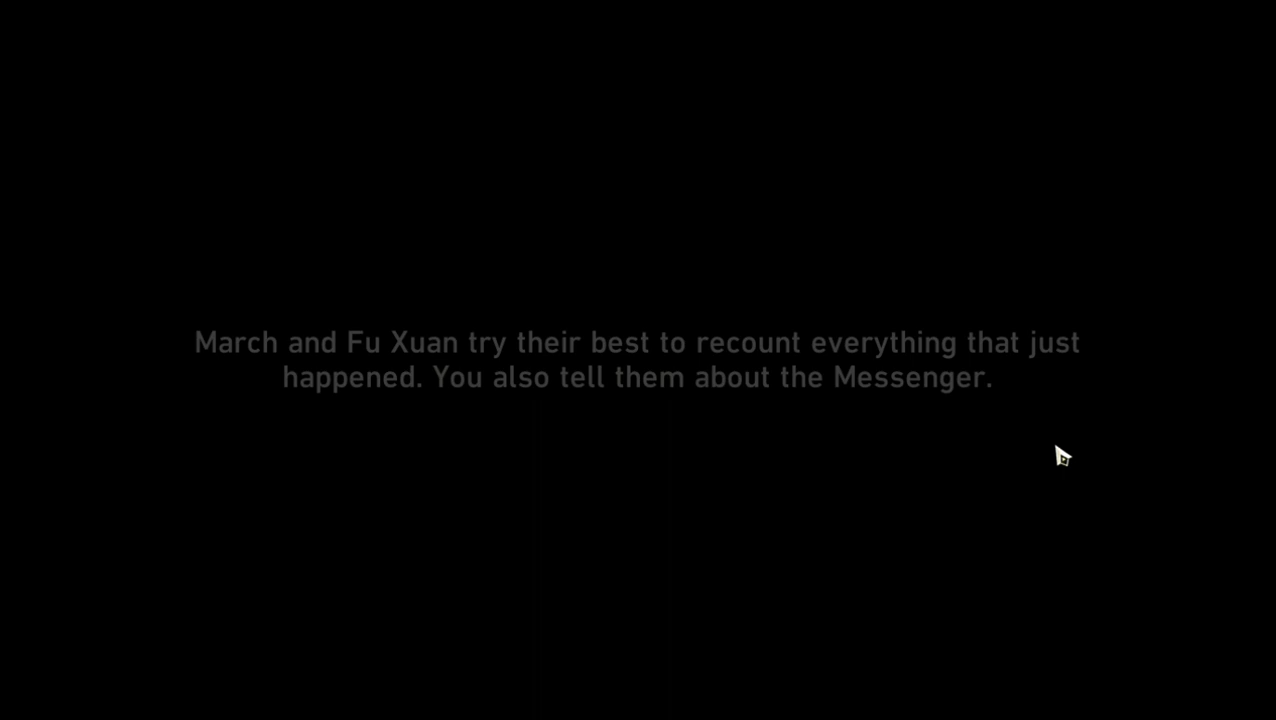 March and Fu Xuan try their best to recount everything that just
happened. You also tell them about the Messenger.